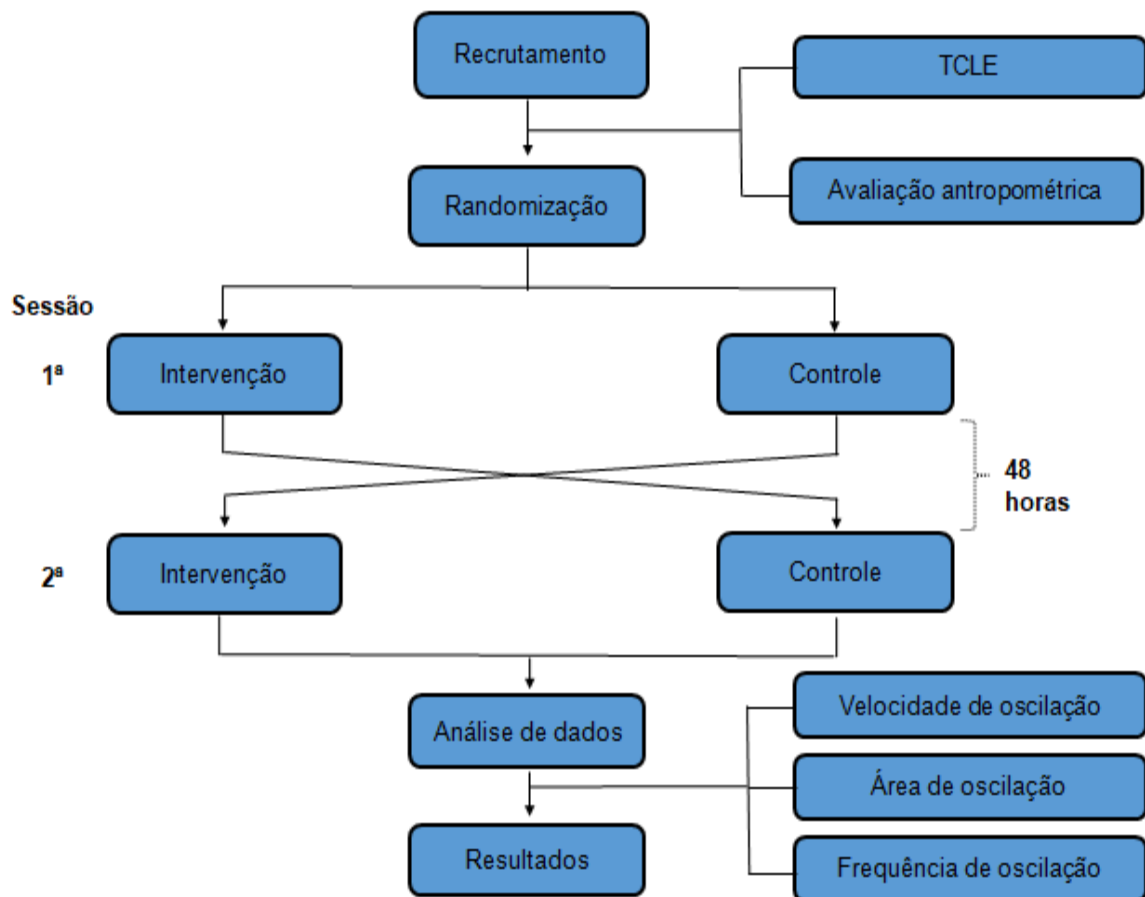 Recrutamento
TCLE
Avaliação antropométrica
Randomização
Sessão
1ª
Intervenção
Controle
48
horas
2ª
Intervenção
Controle
Análise de dados
Velocidade de oscilação
Área de oscilação
Resultados
Frequência de oscilação